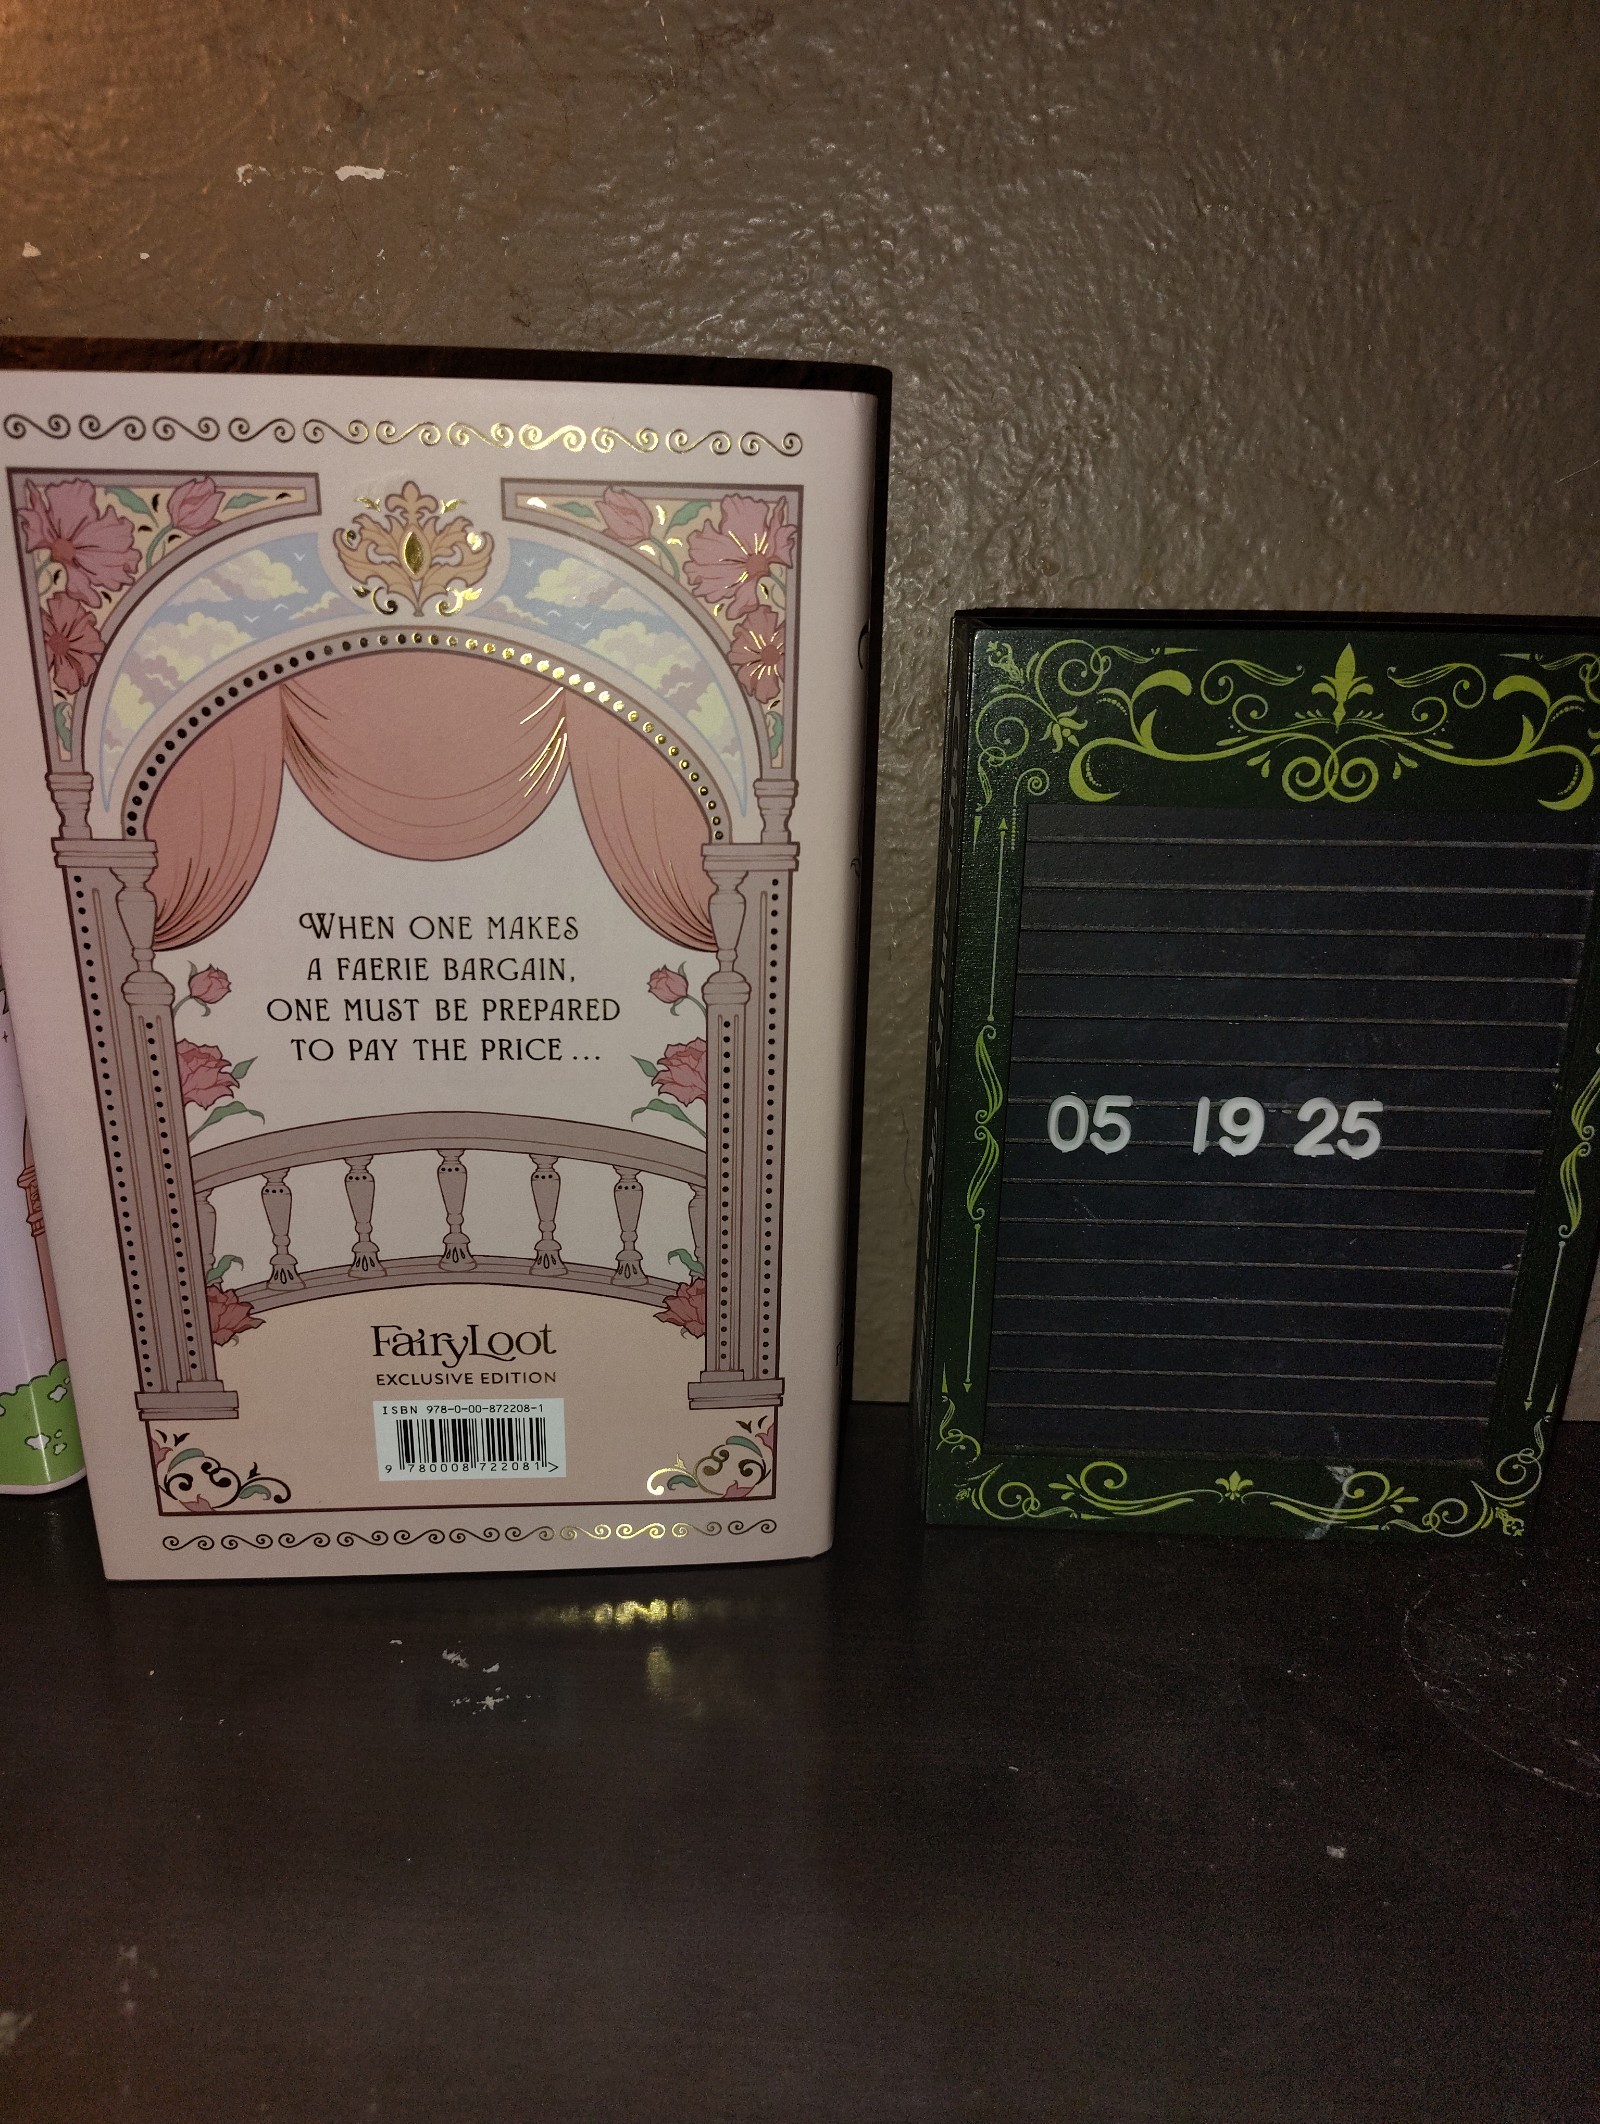 WHEN ONE MAKES
A FAERIE BARGAIN,
ONE MUST BE PREPARED
TO PAY THE PRICE...
FairyLoot
EXCLUSIVE EDITION
ISBN 978-0-00-872208-1
9 780008 722081 >
05 19 25